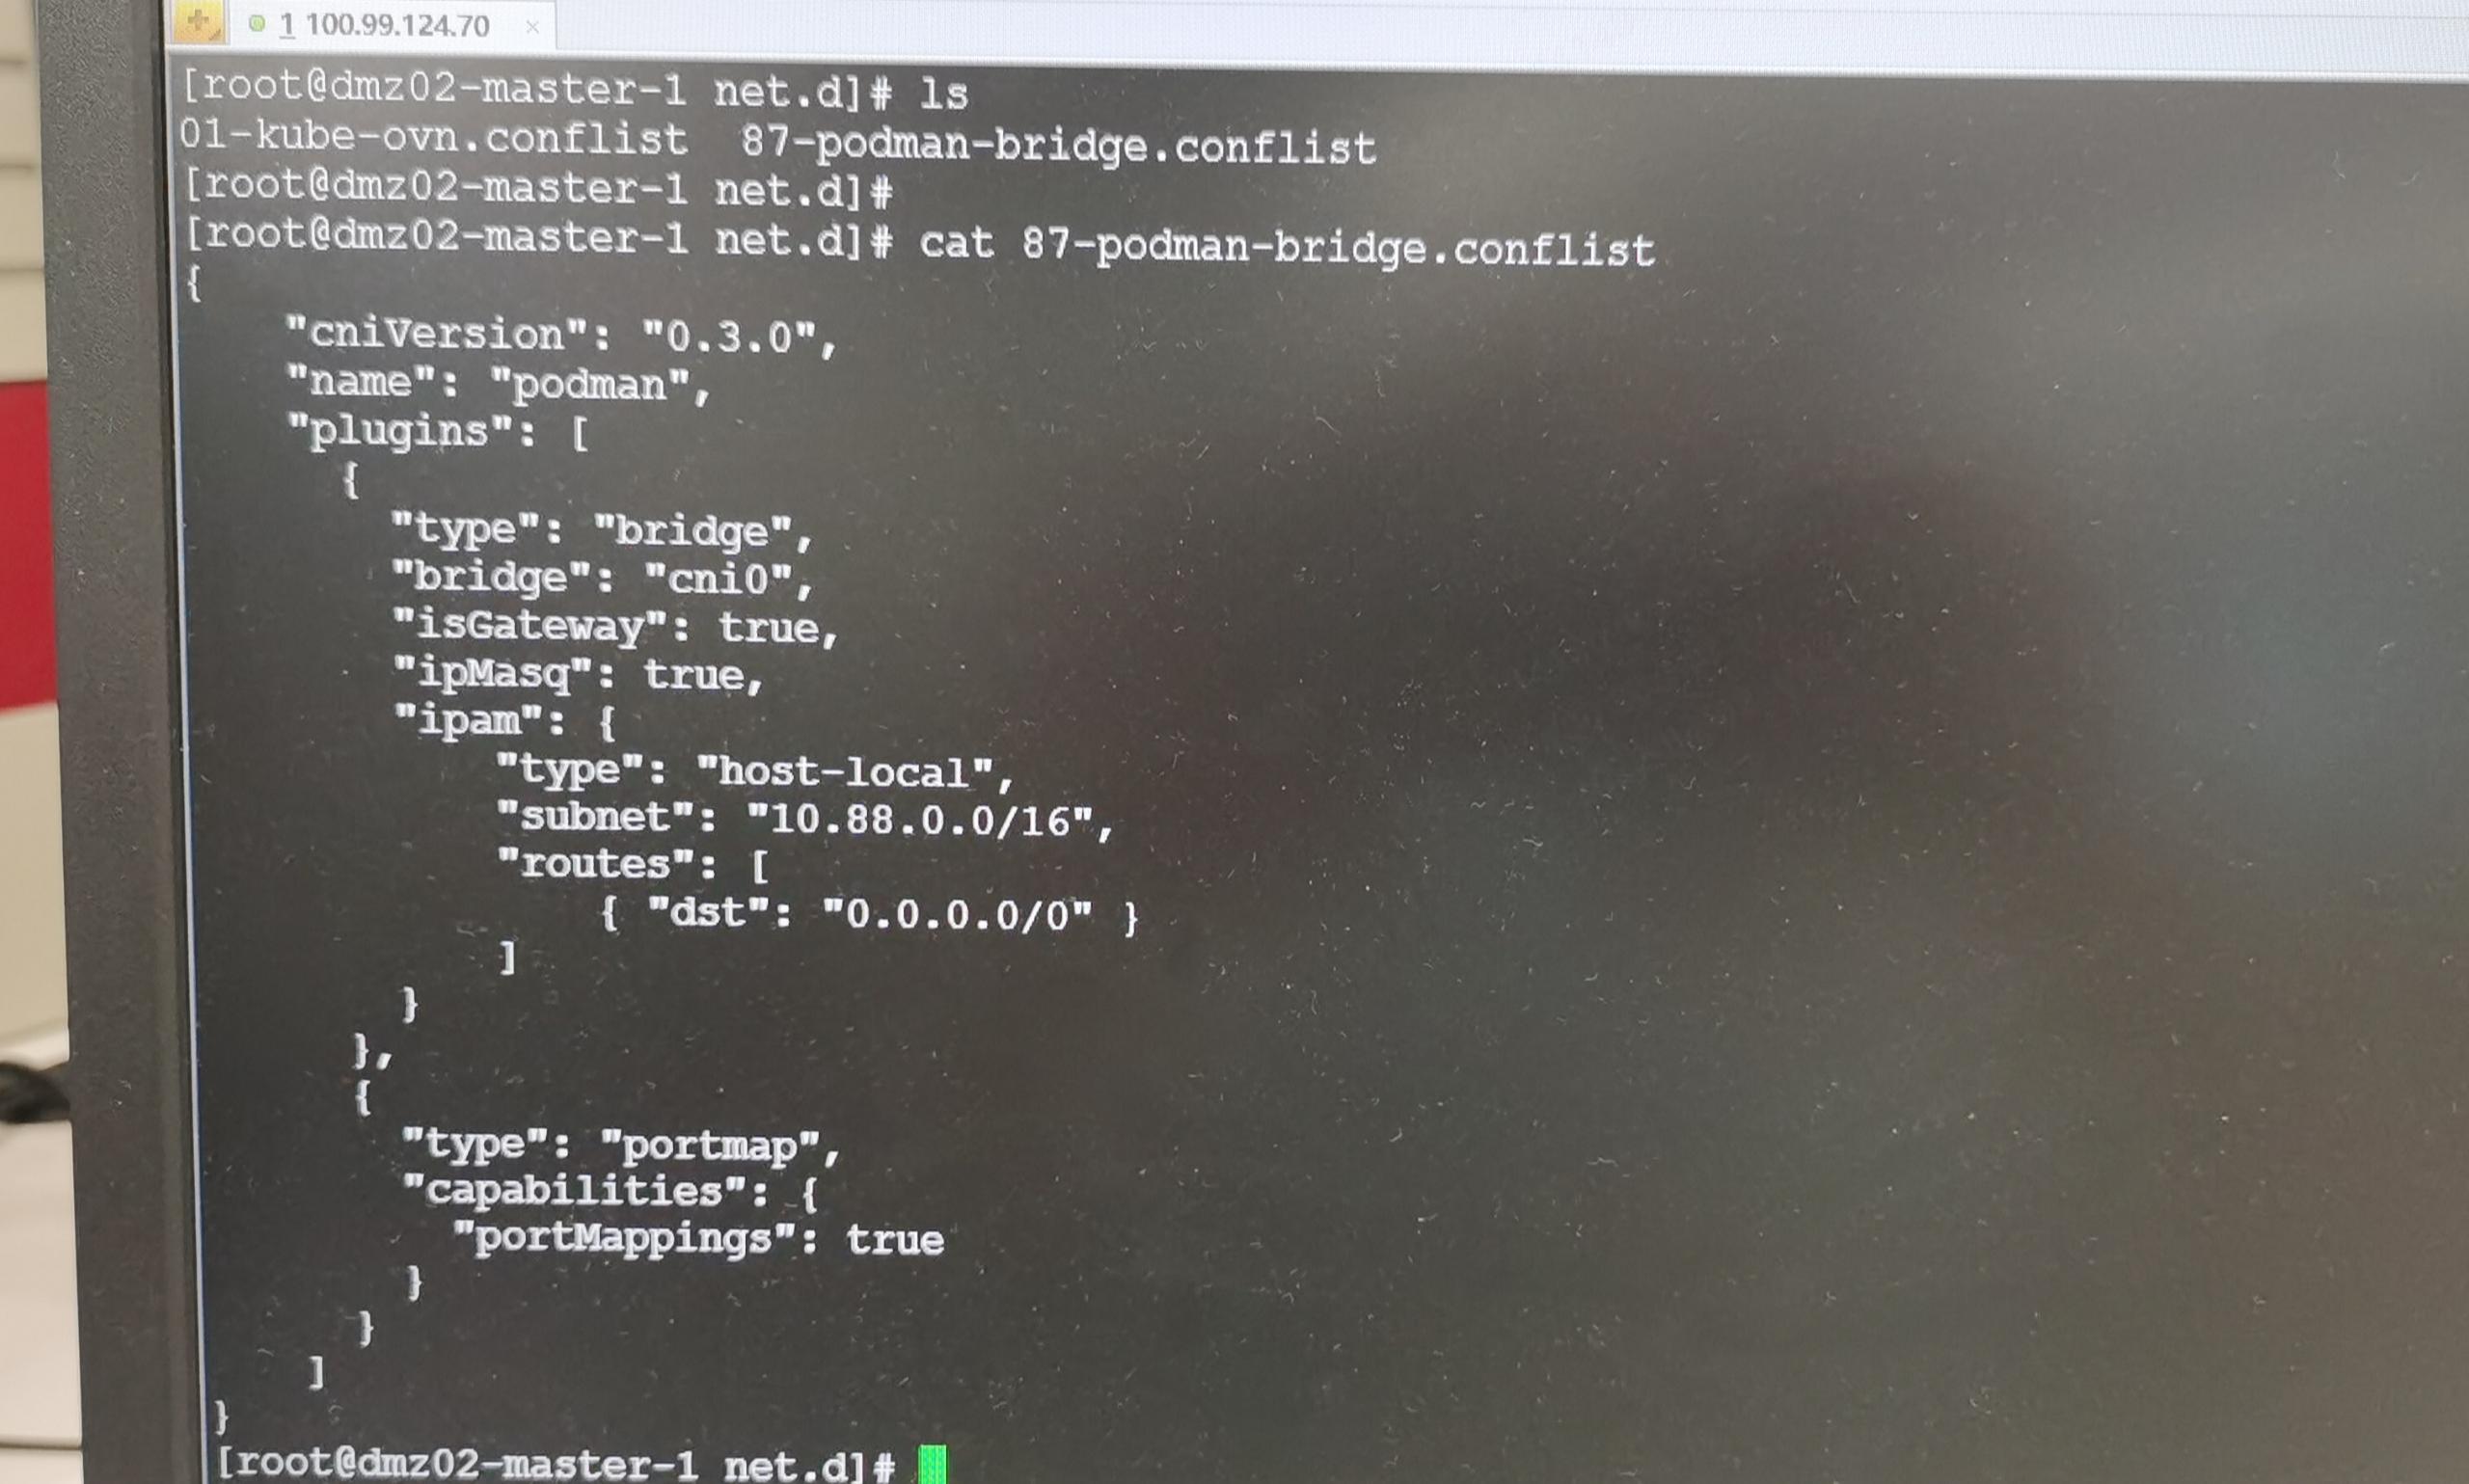 1 100.99.124.70 ×
[root@dmz02-master-1 net.d]# ls
01-kube-ovn.conflist  87-podman-bridge.conflist
[root@dmz02-master-1 net.d]#
[root@dmz02-master-1 net.d]# cat 87-podman-bridge.conflist
{
    "cniVersion": "0.3.0",
    "name": "podman",
    "plugins": [
      {
        "type": "bridge",
        "bridge": "cni0",
        "isGateway": true,
        "ipMasq": true,
        "ipam": {
            "type": "host-local",
            "subnet": "10.88.0.0/16",
            "routes": [
                { "dst": "0.0.0.0/0" }
            ]
        }
      },
      {
        "type": "portmap",
        "capabilities": {
          "portMappings": true
        }
      }
    ]
}
[root@dmz02-master-1 net.d]#